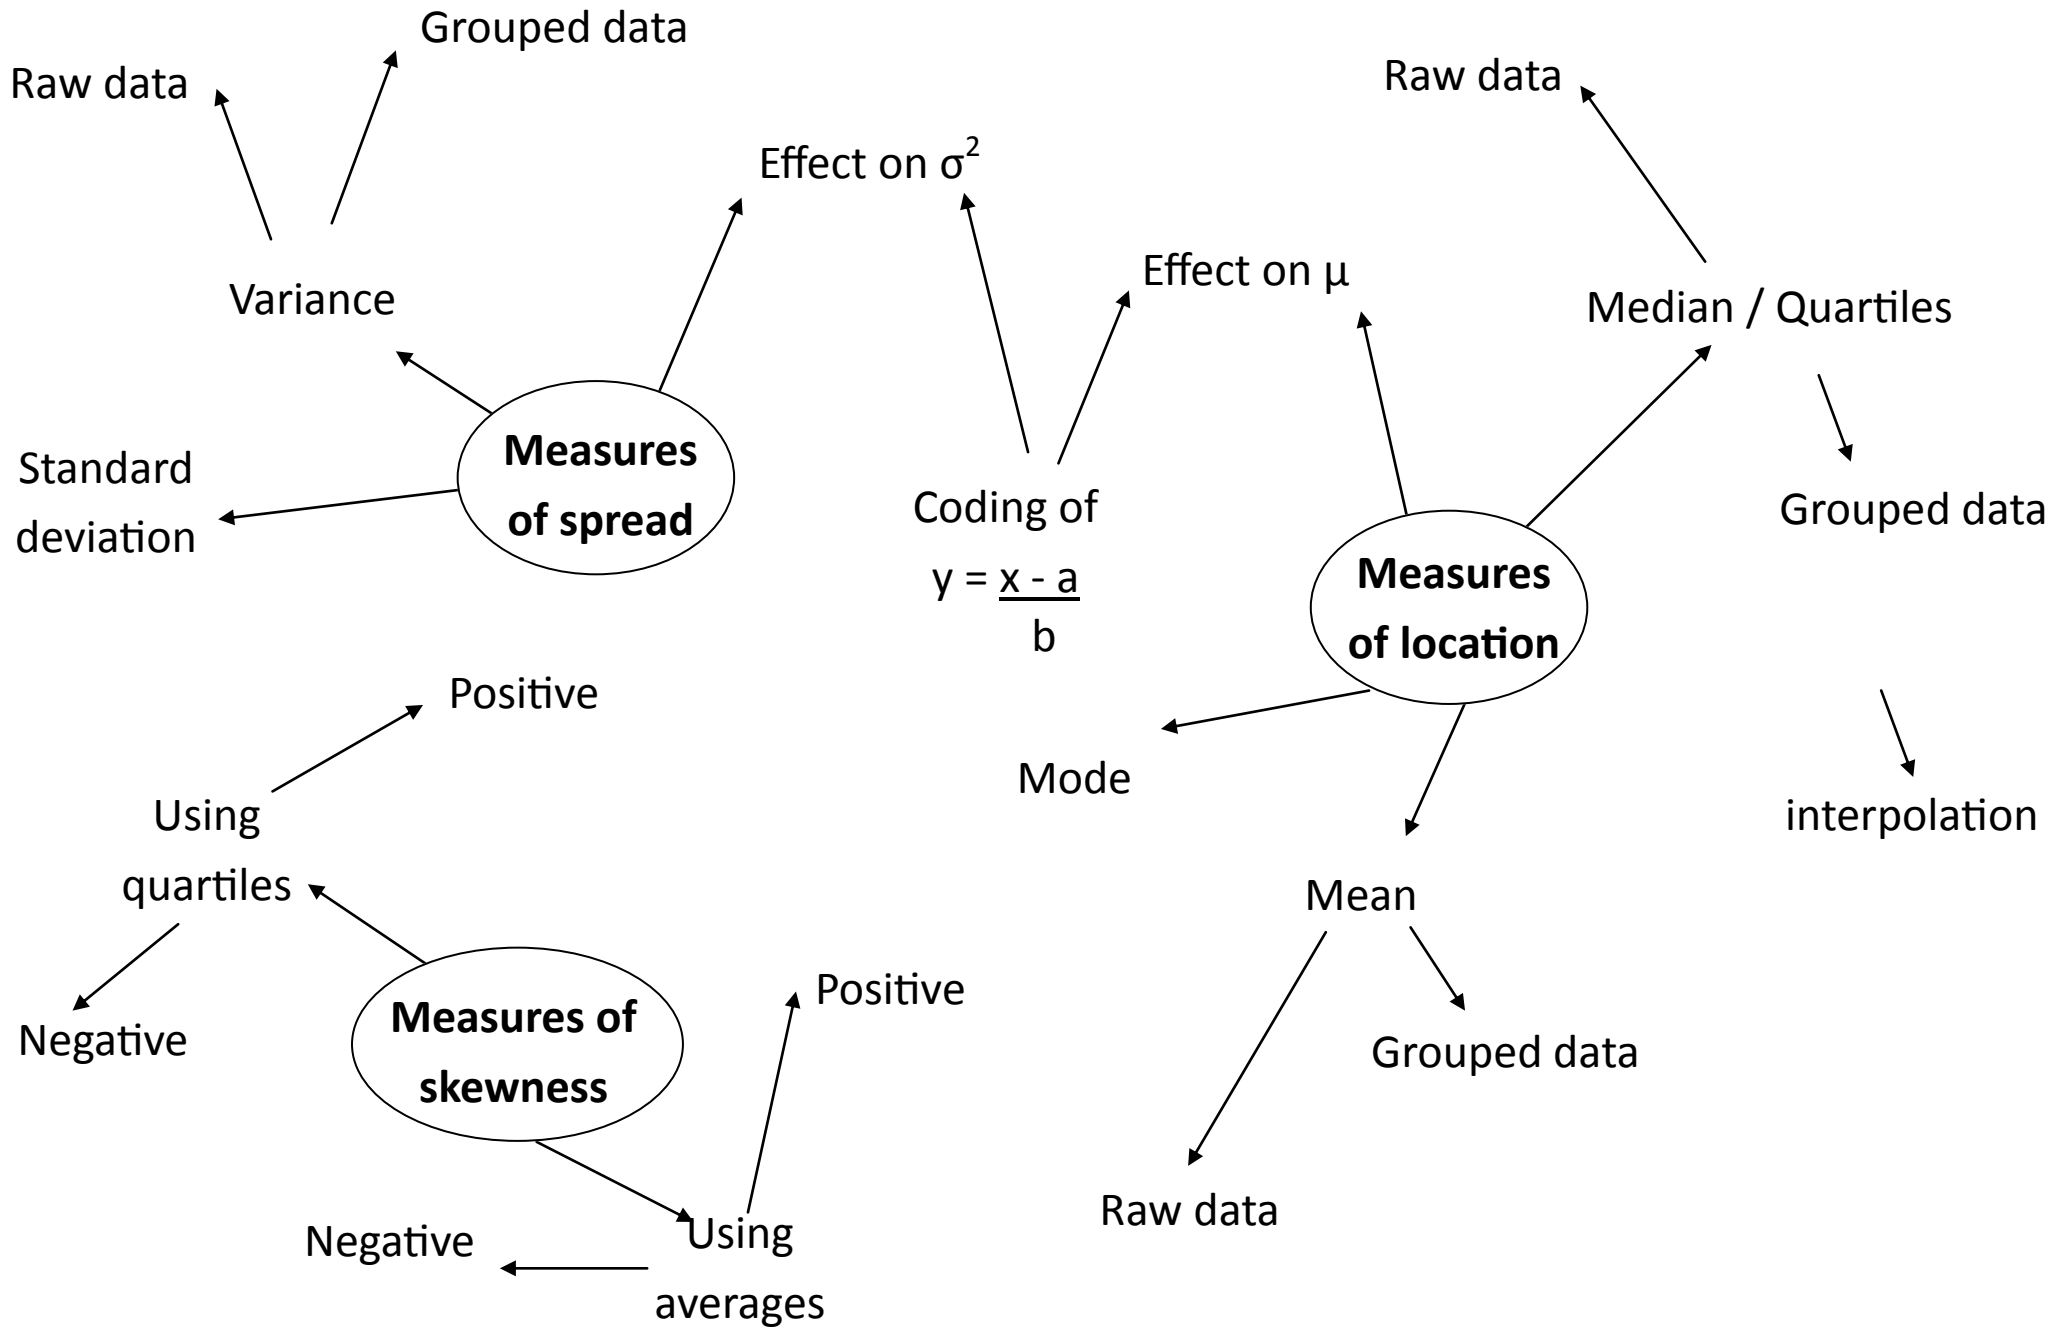 Grouped data
Raw data
Raw data
Effect on σ²
Effect on μ
Variance
Median / Quartiles
Measures
of spread
Standard
deviation
Coding of
y = x - a
b
Grouped data
Measures
of location
Positive
Mode
interpolation
Using
quartiles
Mean
Negative
Measures of
skewness
Positive
Grouped data
Raw data
Negative
Using
averages